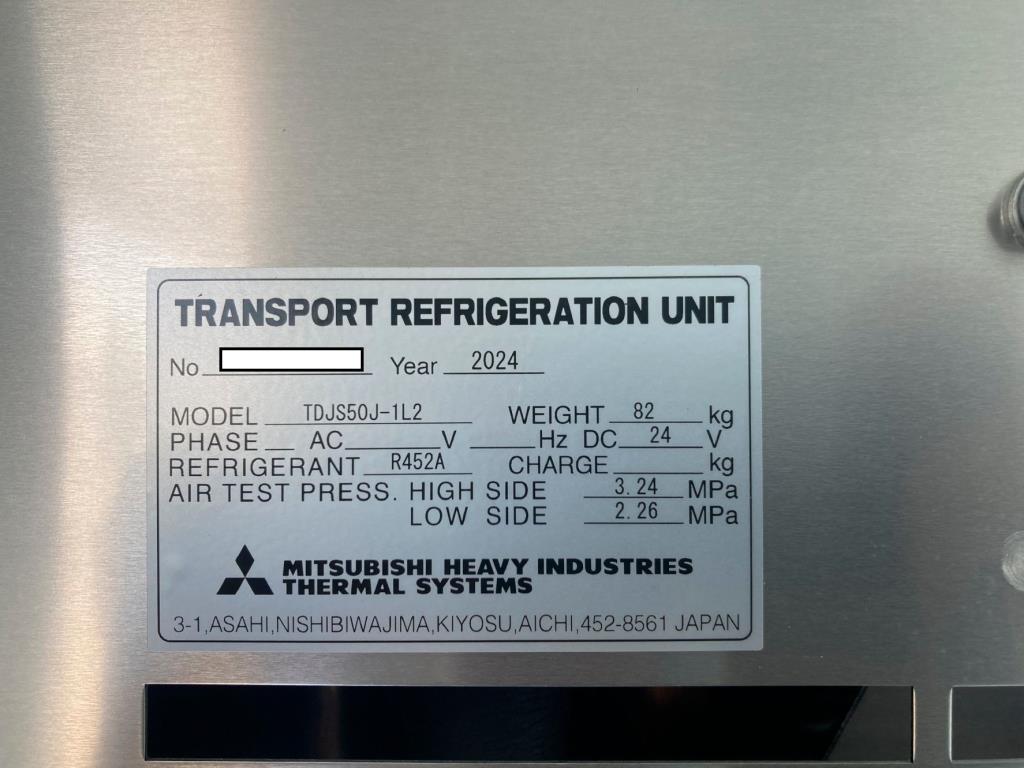 TRANSPORT REFRIGERATION UNIT
No Year 2024
MODEL TDJS50J-1L2 WEIGHT 82 kg
PHASE AC V Hz DC 24 V
REFRIGERANT R452A CHARGE kg
AIR TEST PRESS. HIGH SIDE 3.24 MPa
LOW SIDE 2.26 MPa
MITSUBISHI HEAVY INDUSTRIES
THERMAL SYSTEMS
3-1,ASAHI,NISHIBIWAJIMA,KIYOSU,AICHI,452-8561 JAPAN